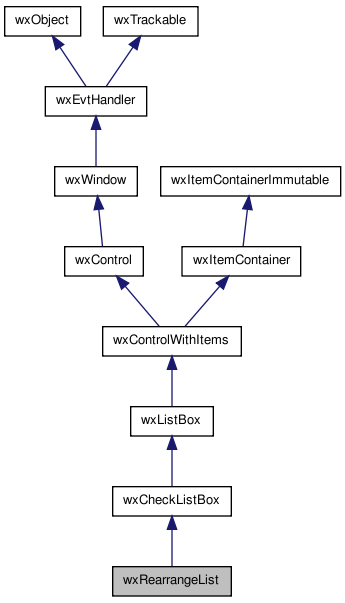 wxObject
wxTrackable
wxEvtHandler
wxWindow
wxItemContainerImmutable
wxControl
wxItemContainer
wxControlWithItems
wxListBox
wxCheckListBox
wxRearrangeList